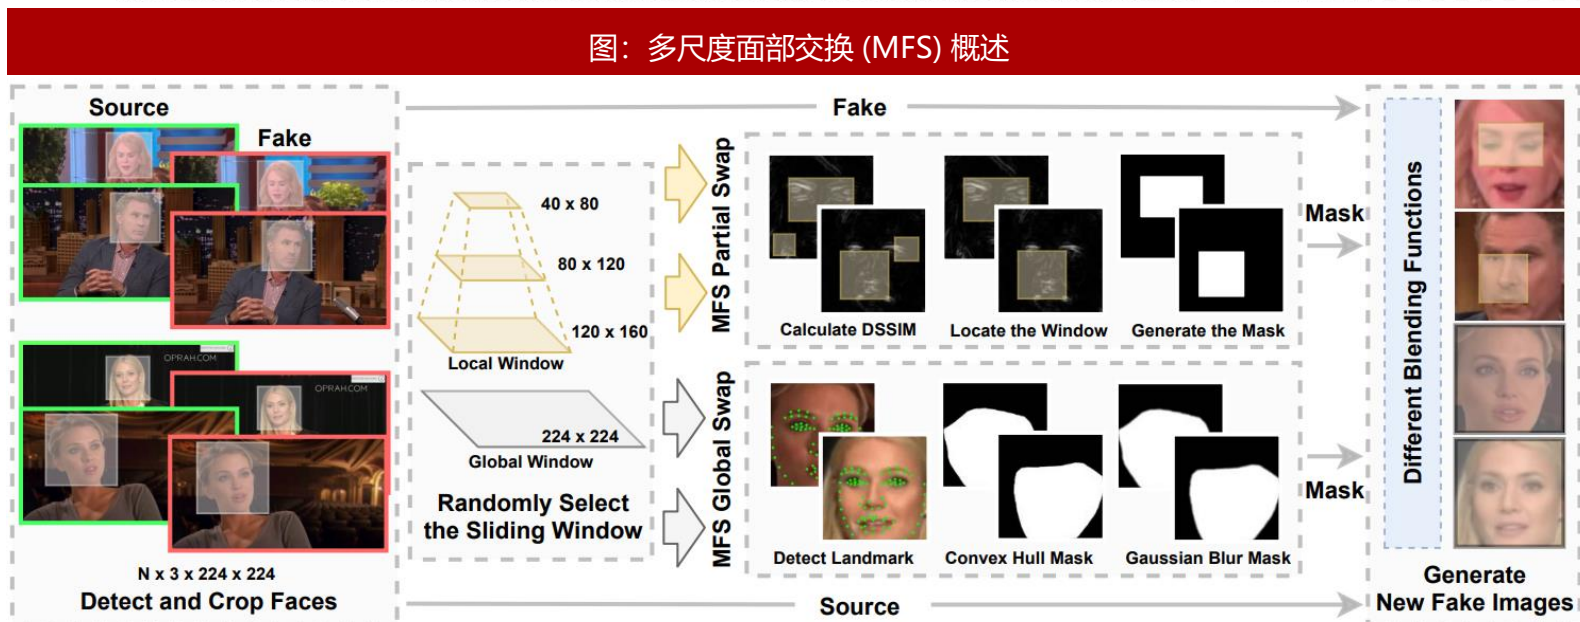 图：多尺度面部交换 (MFS) 概述
Source
Fake
OPRAH.COM
OPRAH.COM
N x 3 x 224 x 224
Detect and Crop Faces
40 x 80
80 x 120
120 x 160
Local Window
224 x 224
Global Window
Randomly Select
the Sliding Window
Fake
MFS Partial Swap
Calculate DSSIM
Locate the Window
Generate the Mask
Mask
MFS Global Swap
Detect Landmark
Convex Hull Mask
Gaussian Blur Mask
Mask
Source
Different Blending Functions
Generate
New Fake Images